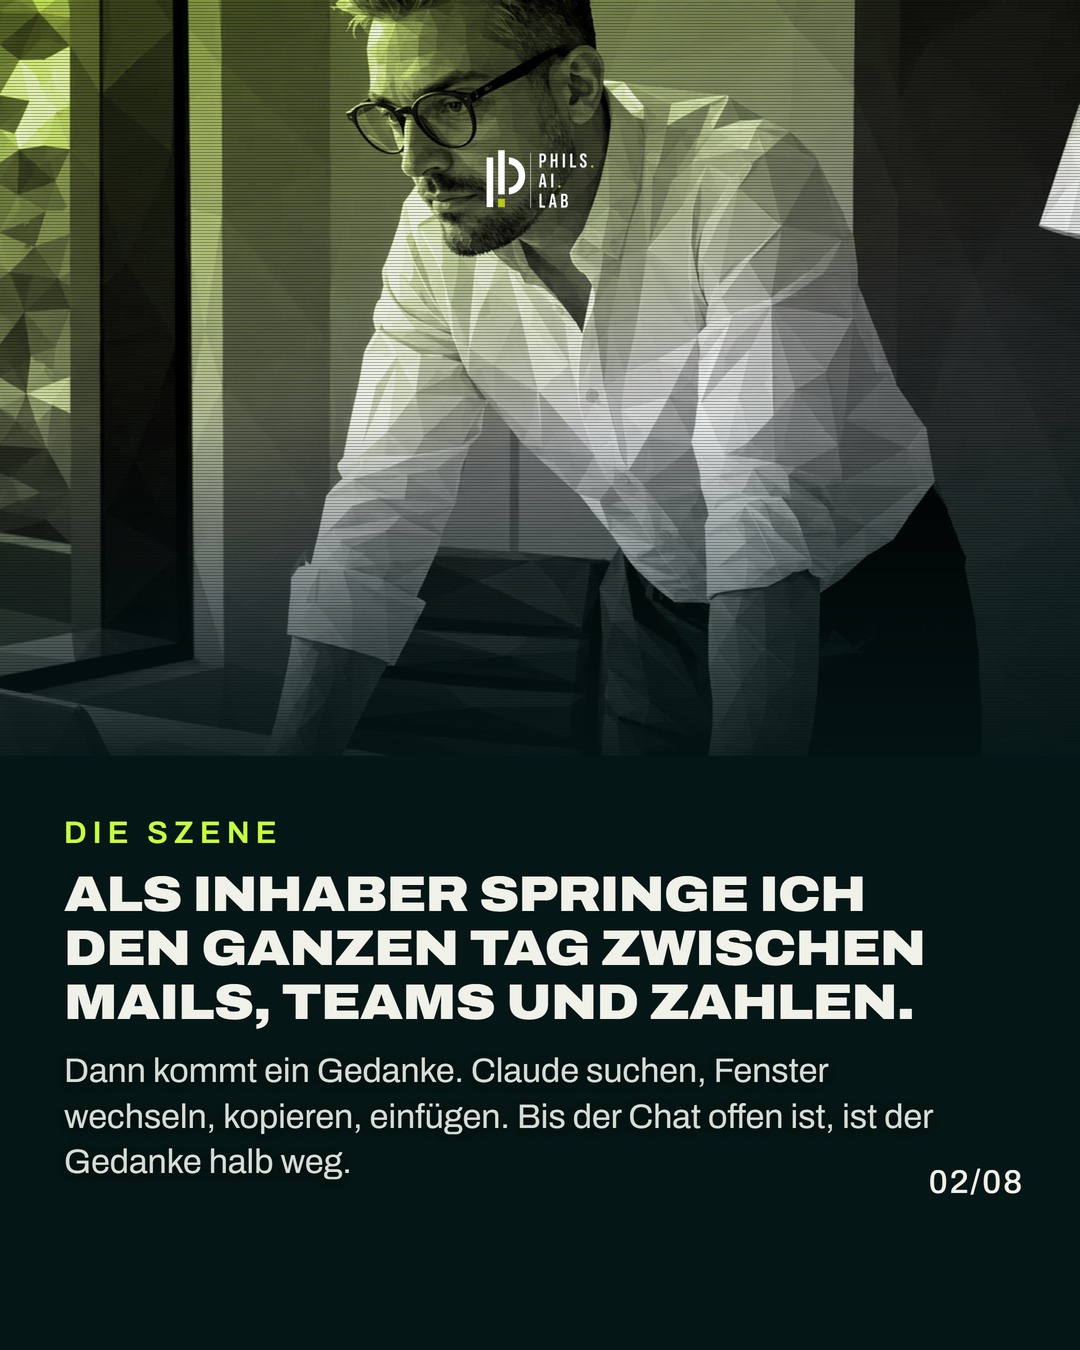 PHILS.
AI.
LAB
DIE SZENE
ALS INHABER SPRINGE ICH
DEN GANZEN TAG ZWISCHEN
MAILS, TEAMS UND ZAHLEN.
Dann kommt ein Gedanke. Claude suchen, Fenster
wechseln, kopieren, einfügen. Bis der Chat offen ist, ist der
Gedanke halb weg.
02/08